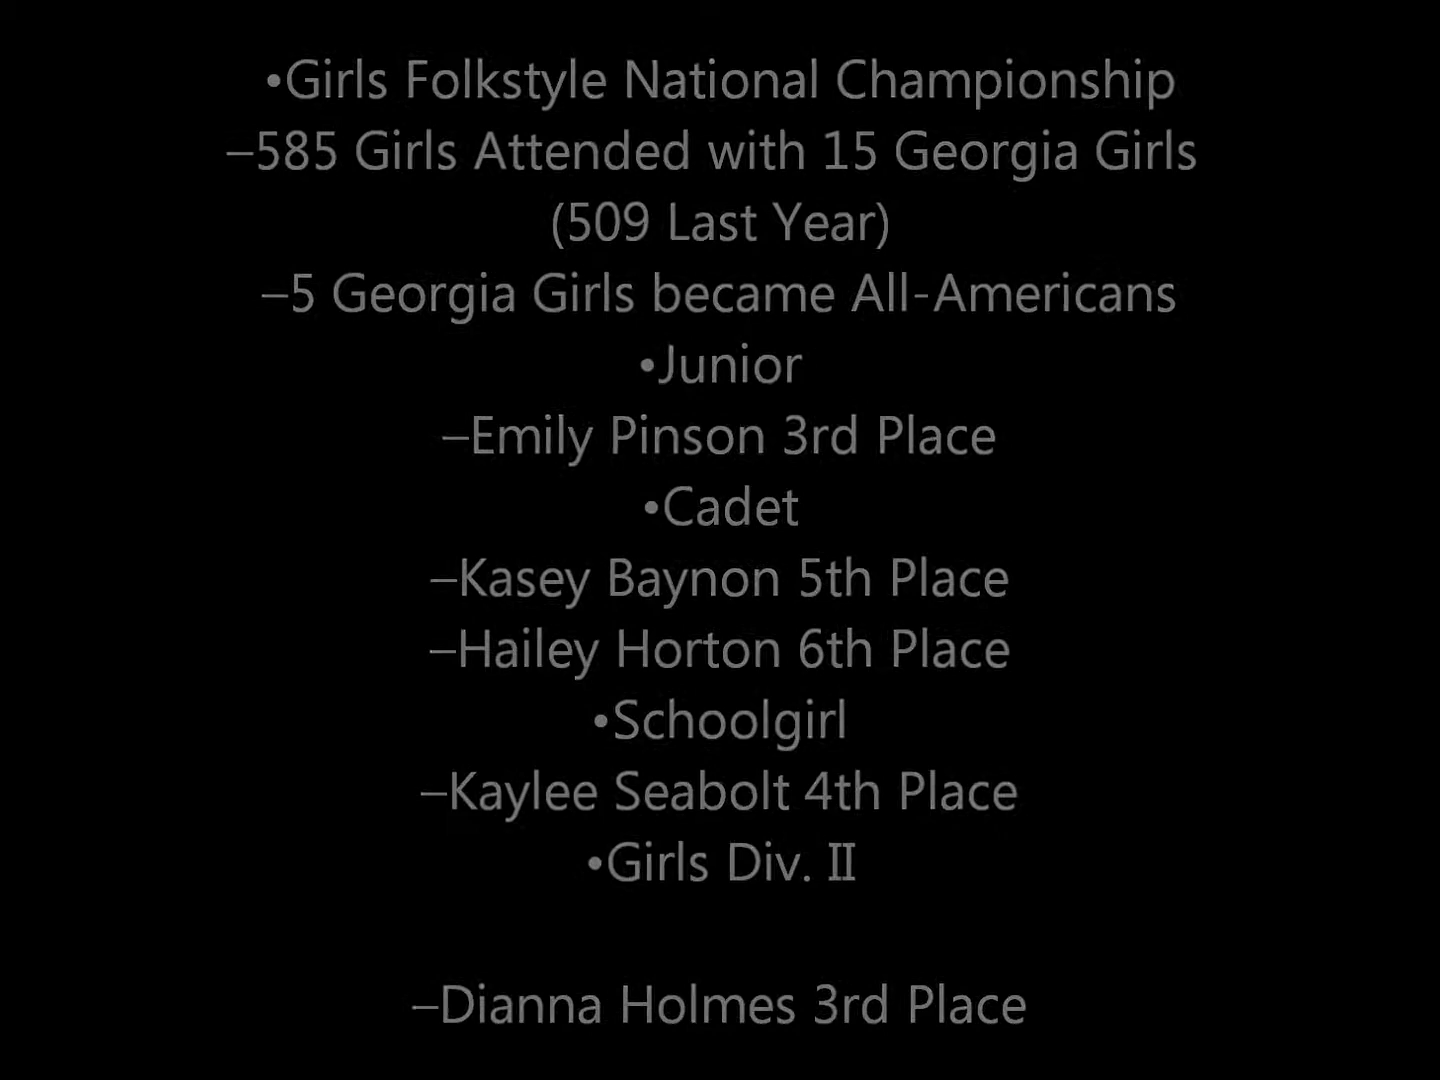 •Girls Folkstyle National Championship
–585 Girls Attended with 15 Georgia Girls
(509 Last Year)
–5 Georgia Girls became All-Americans
•Junior
–Emily Pinson 3rd Place
•Cadet
–Kasey Baynon 5th Place
–Hailey Horton 6th Place
•Schoolgirl
–Kaylee Seabolt 4th Place
•Girls Div. II
–Dianna Holmes 3rd Place